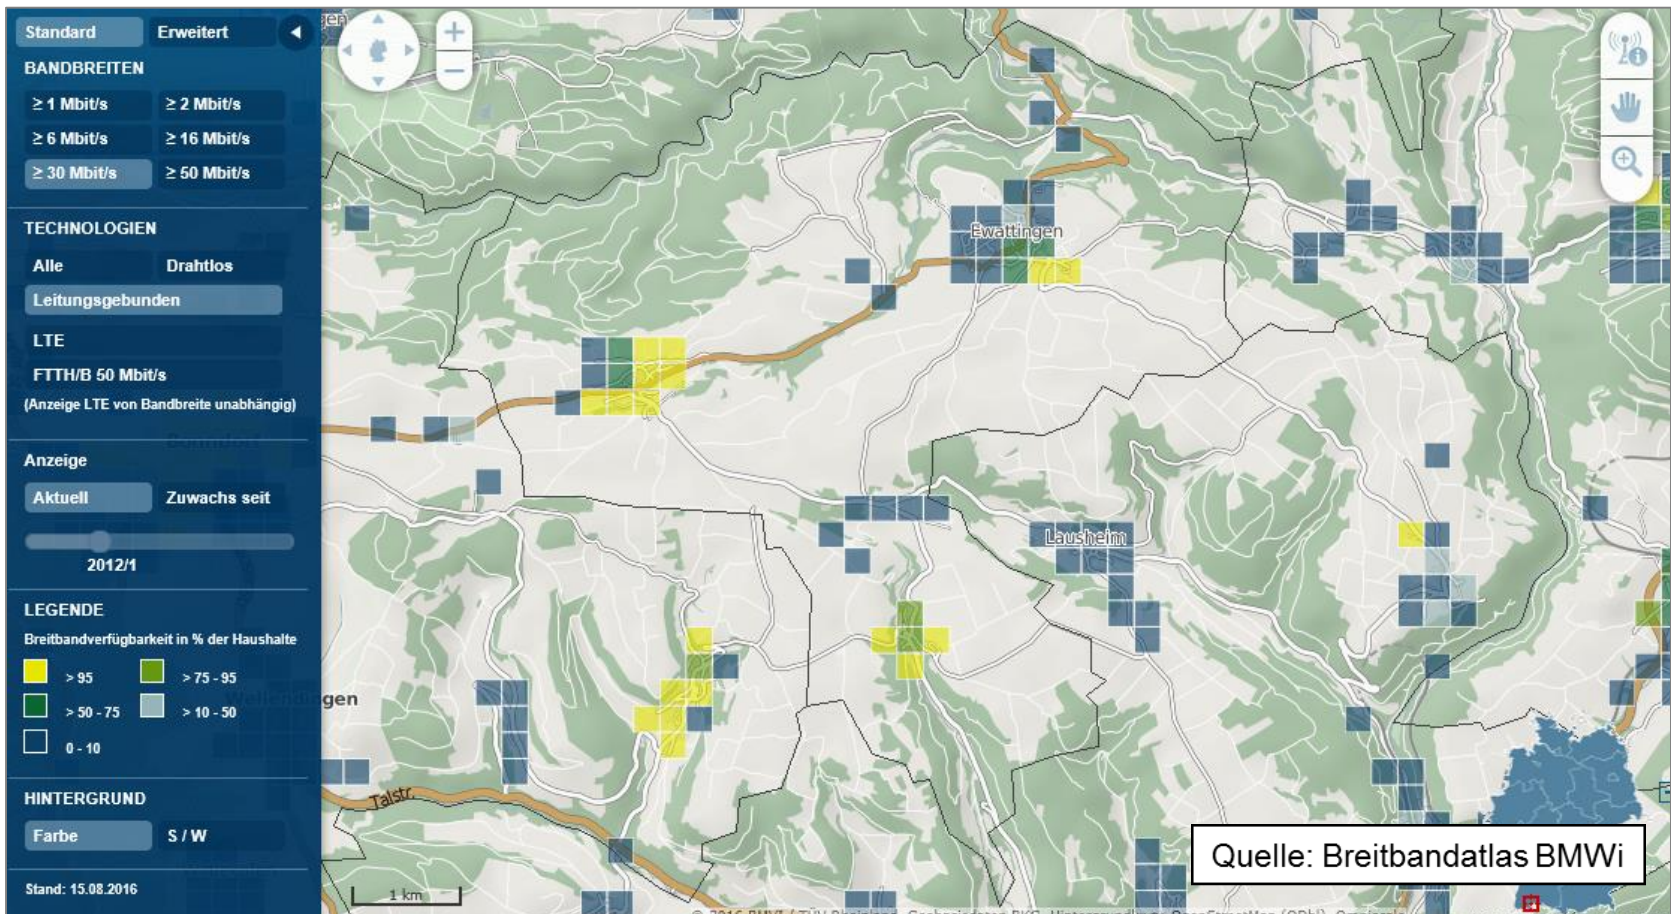 Standard Erweitert
BANDBREITEN
≥ 1 Mbit/s ≥ 2 Mbit/s
≥ 6 Mbit/s ≥ 16 Mbit/s
≥ 30 Mbit/s ≥ 50 Mbit/s
TECHNOLOGIEN
Alle Drahtlos
Leitungsgebunden
LTE
FTTH/B 50 Mbit/s
(Anzeige LTE von Bandbreite unabhängig)
Anzeige
Aktuell Zuwachs seit
2012/1
LEGENDE
Breitbandverfügbarkeit in % der Haushalte
> 95 > 75 - 95
> 50 - 75 > 10 - 50
0 - 10
HINTERGRUND
Farbe S / W
Stand: 15.08.2016
Ewattingen
Lausheim
Wellendingen
Talstr.
1 km
Quelle: Breitbandatlas BMWi